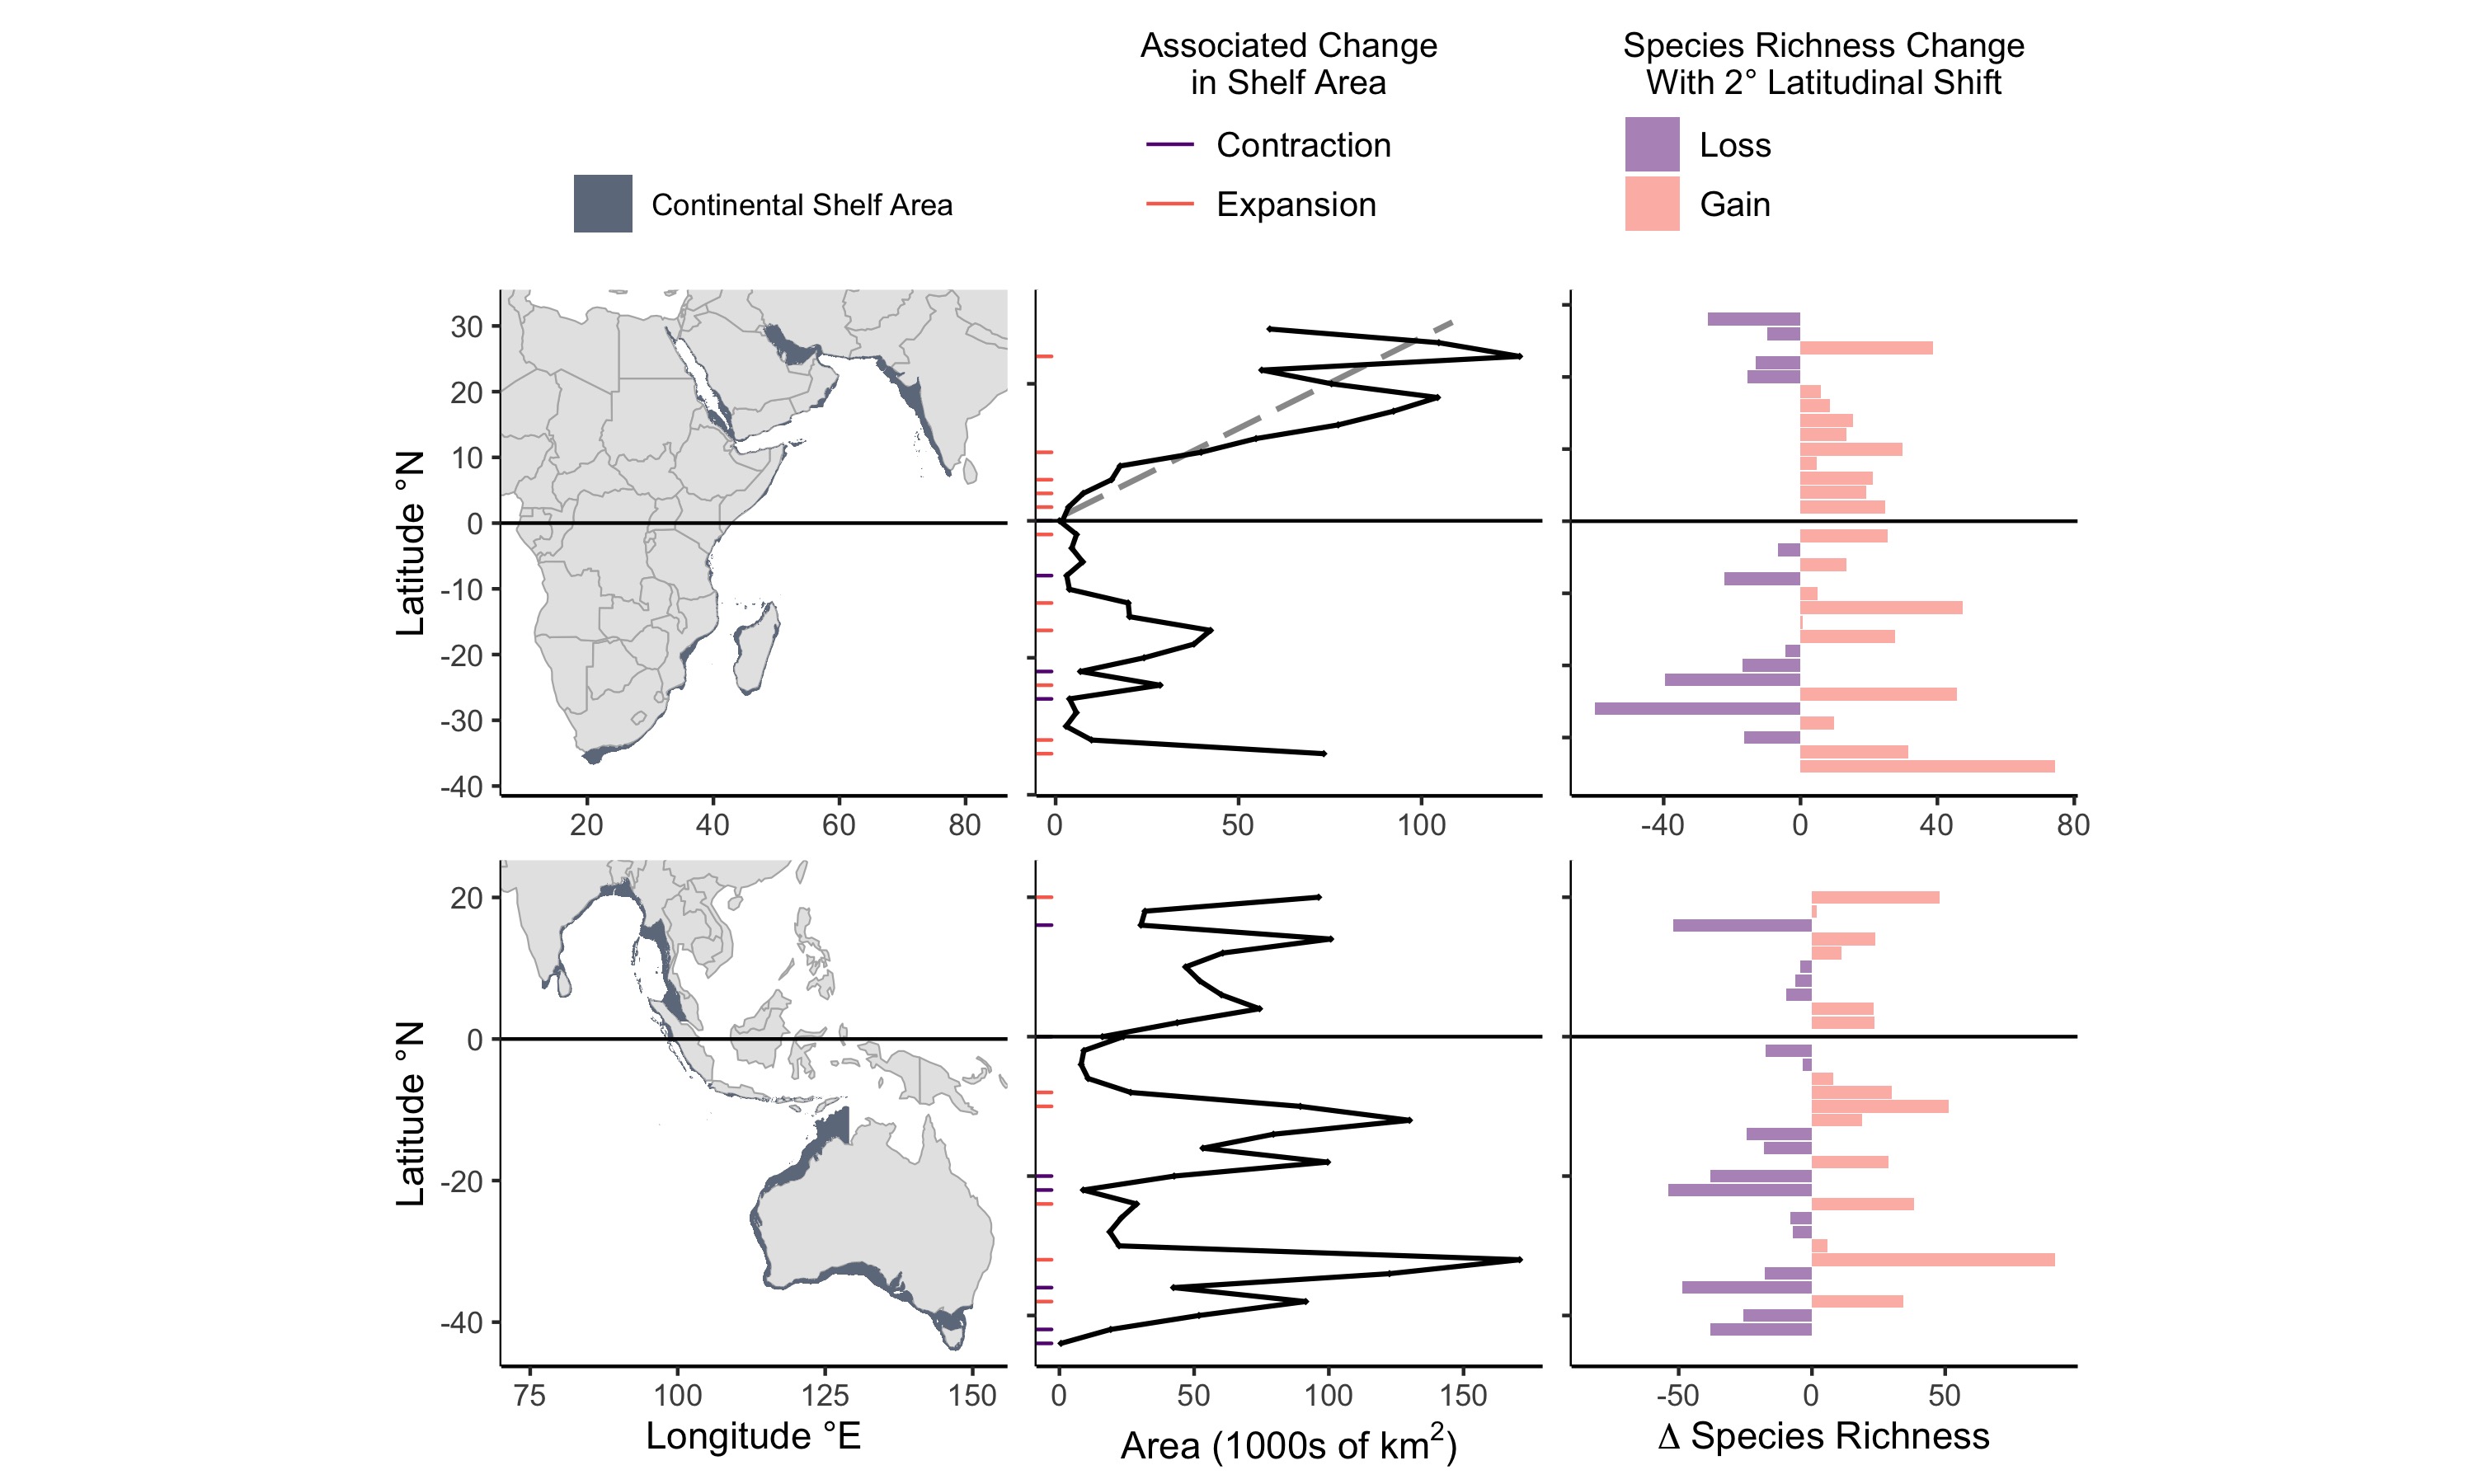 Associated Change
in Shelf Area
Contraction
Expansion
Species Richness Change
With 2° Latitudinal Shift
Loss
Gain
Continental Shelf Area
Latitude °N
30
20
10
0
-10
-20
-30
-40
20 40 60 80
0 50 100
-40 0 40 80
Latitude °N
20
0
-20
-40
75 100 125 150
0 50 100 150
-50 0 50
Longitude °E
Area (1000s of km²)
Δ Species Richness